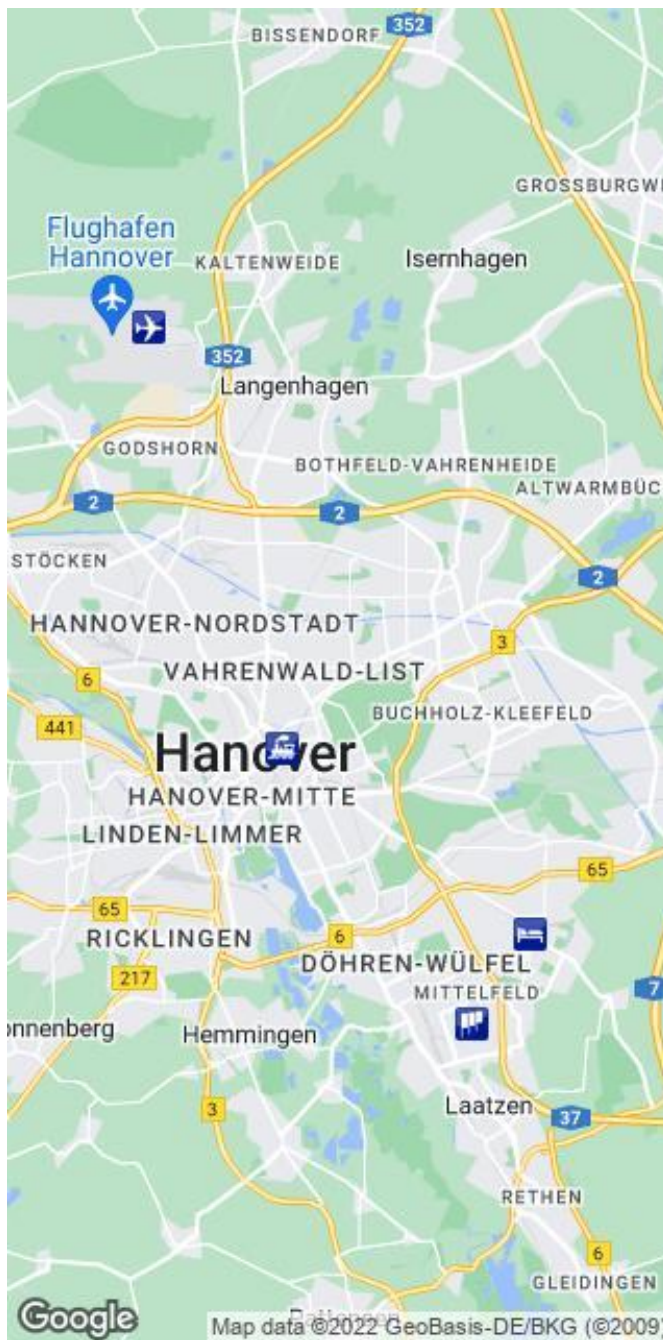 352
BISSENDORF
GROSSBURGWE
Flughafen
Hannover
KALTENWEIDE
Isernhagen
352
Langenhagen
GODSHORN
BOTHFELD-VAHRENHEIDE
ALTWARMBÜC
2
2
STÖCKEN
2
HANNOVER-NORDSTADT
3
VAHRENWALD-LIST
6
BUCHHOLZ-KLEEFELD
441
Hanover
HANOVER-MITTE
LINDEN-LIMMER
65
65
RICKLINGEN
6
DÖHREN-WÜLFEL
217
MITTELFELD
7
onnenberg
Hemmingen
Laatzen
3
37
RETHEN
6
GLEIDINGEN
Google
Map data ©2022 GeoBasis-DE/BKG (©2009